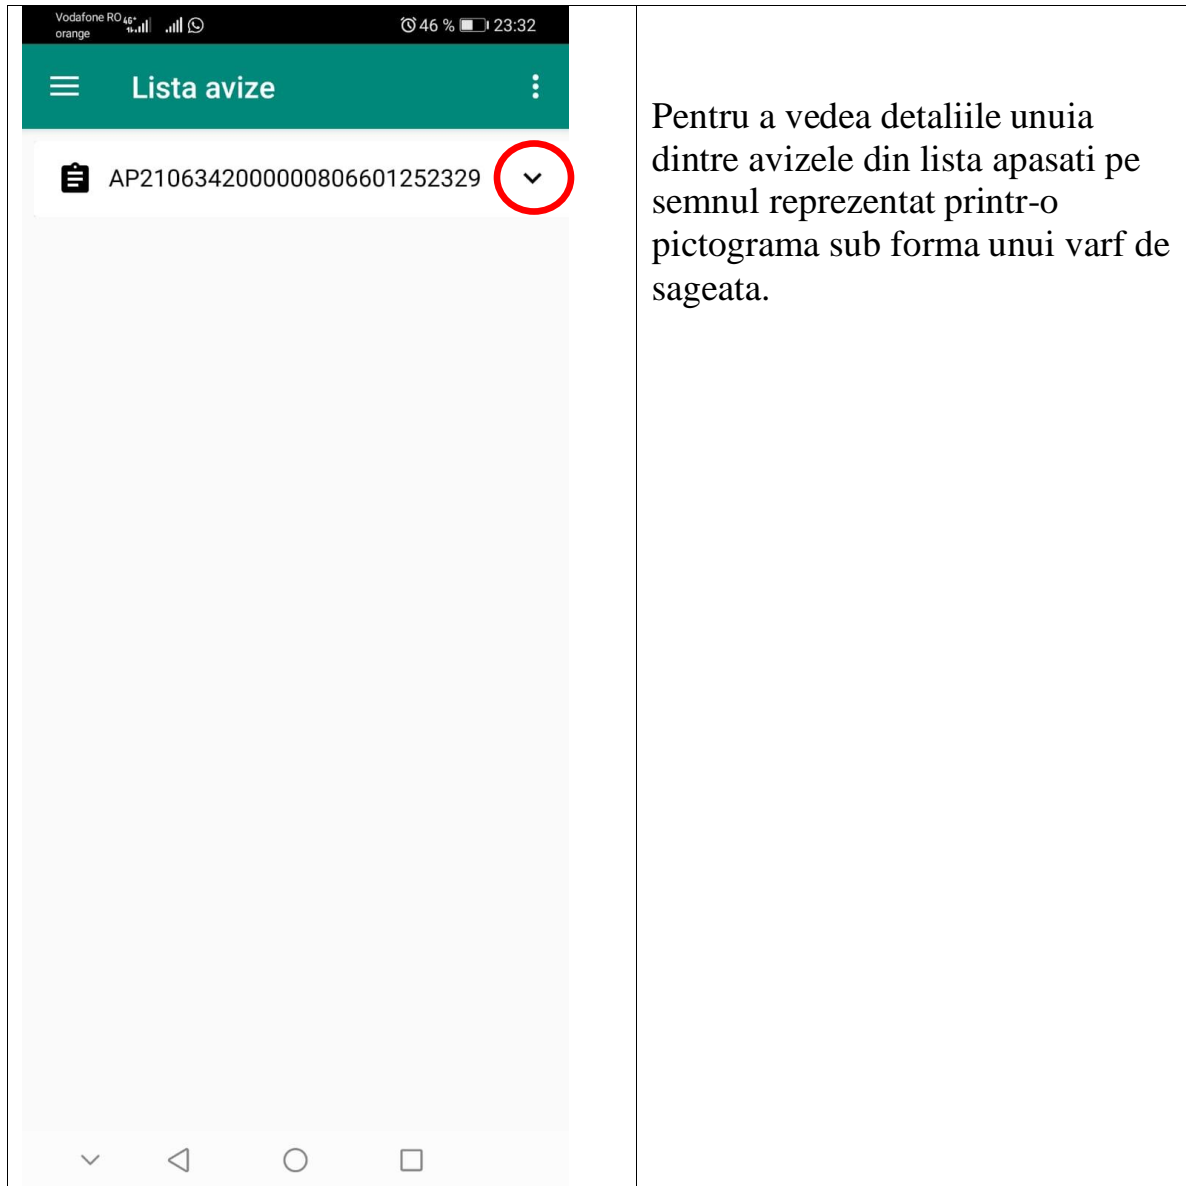 Vodafone RO
orange
46 % 23:32
Lista avize
AP2106342000000806601252329
Pentru a vedea detaliile unuia
dintre avizele din lista apasati pe
semnul reprezentat printr-o
pictograma sub forma unui varf de
sageata.